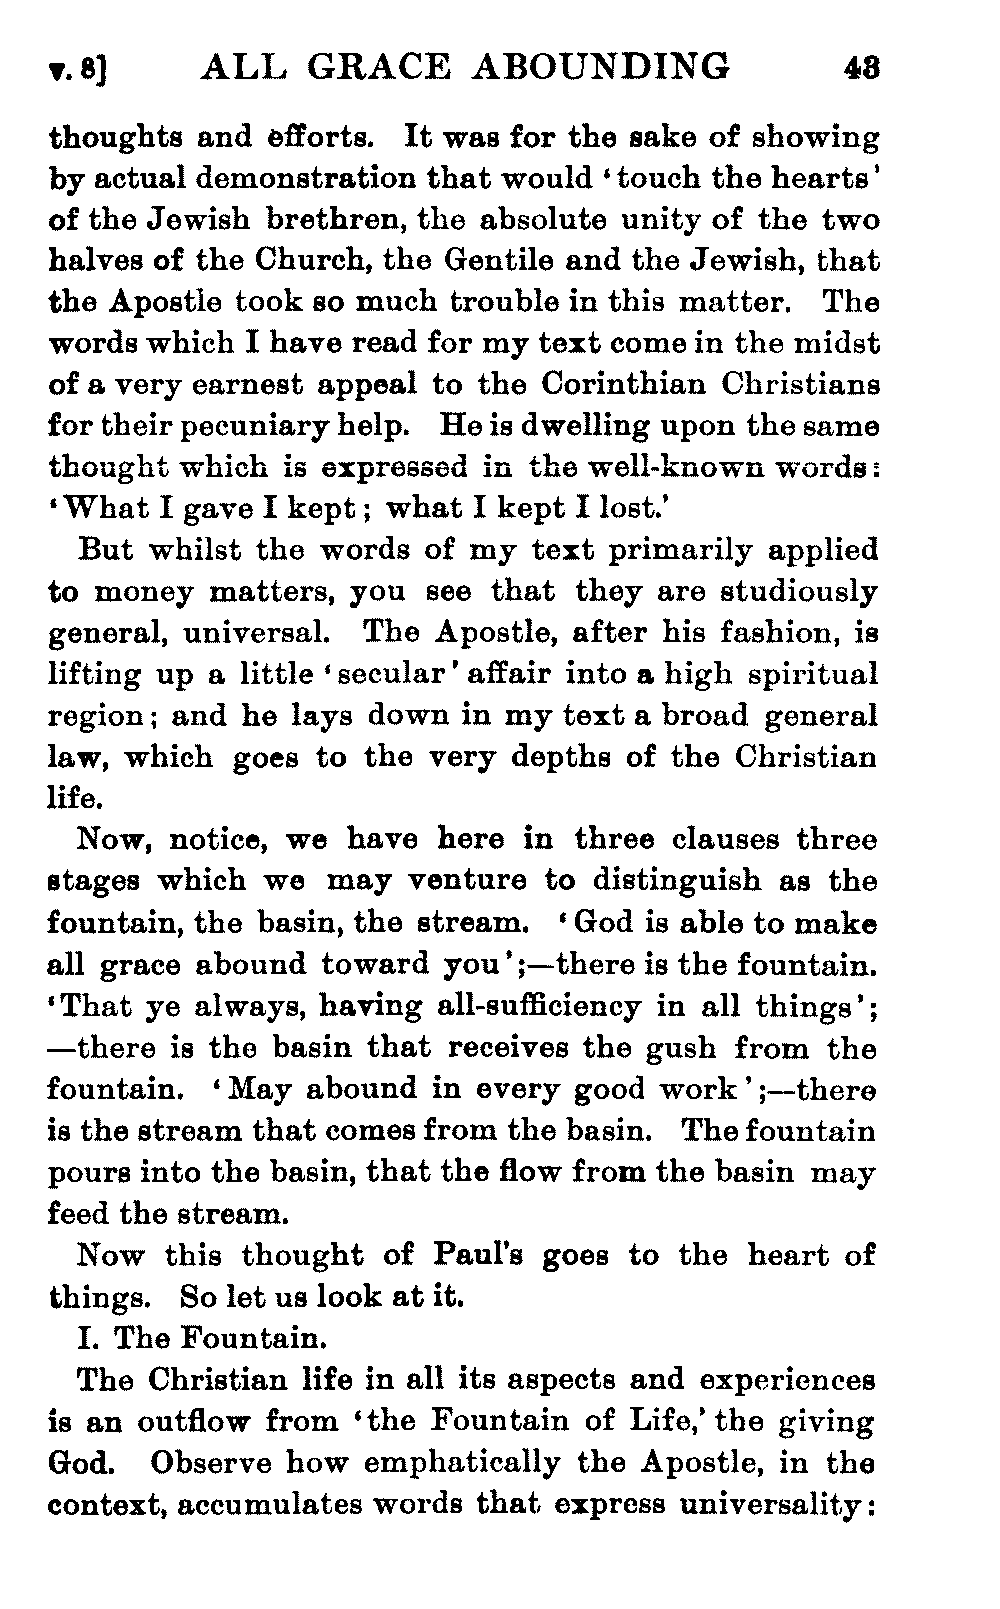 v. 8] ALL GRACE ABOUNDING 43
thoughts and efforts. It was for the sake of showing
by actual demonstration that would ‘touch the hearts’
of the Jewish brethren, the absolute unity of the two
halves of the Church, the Gentile and the Jewish, that
the Apostle took so much trouble in this matter. The
words which I have read for my text come in the midst
of a very earnest appeal to the Corinthian Christians
for their pecuniary help. He is dwelling upon the same
thought which is expressed in the well-known words:
‘What I gave I kept; what I kept I lost.’
But whilst the words of my text primarily applied
to money matters, you see that they are studiously
general, universal. The Apostle, after his fashion, is
lifting up a little ‘secular’ affair into a high spiritual
region; and he lays down in my text a broad general
law, which goes to the very depths of the Christian
life.
Now, notice, we have here in three clauses three
stages which we may venture to distinguish as the
fountain, the basin, the stream. ‘God is able to make
all grace abound toward you’;—there is the fountain.
‘That ye always, having all-sufficiency in all things’;
—there is the basin that receives the gush from the
fountain. ‘May abound in every good work’;—there
is the stream that comes from the basin. The fountain
pours into the basin, that the flow from the basin may
feed the stream.
Now this thought of Paul’s goes to the heart of
things. So let us look at it.
I. The Fountain.
The Christian life in all its aspects and experiences
is an outflow from ‘the Fountain of Life,’ the giving
God. Observe how emphatically the Apostle, in the
context, accumulates words that express universality: